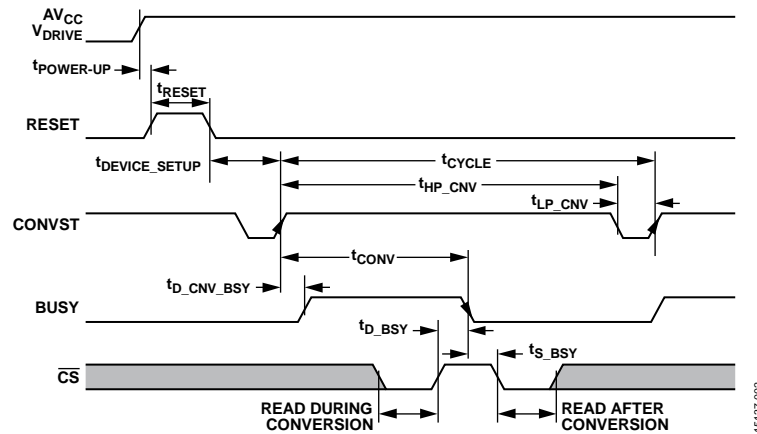 AVCC
VDRIVE
tPOWER-UP
tRESET
RESET
tDEVICE_SETUP
tCYCLE
tHP_CNV
tLP_CNV
CONVST
tCONV
tD_CNV_BSY
BUSY
tD_BSY
tS_BSY
CS
READ DURING
CONVERSION
READ AFTER
CONVERSION